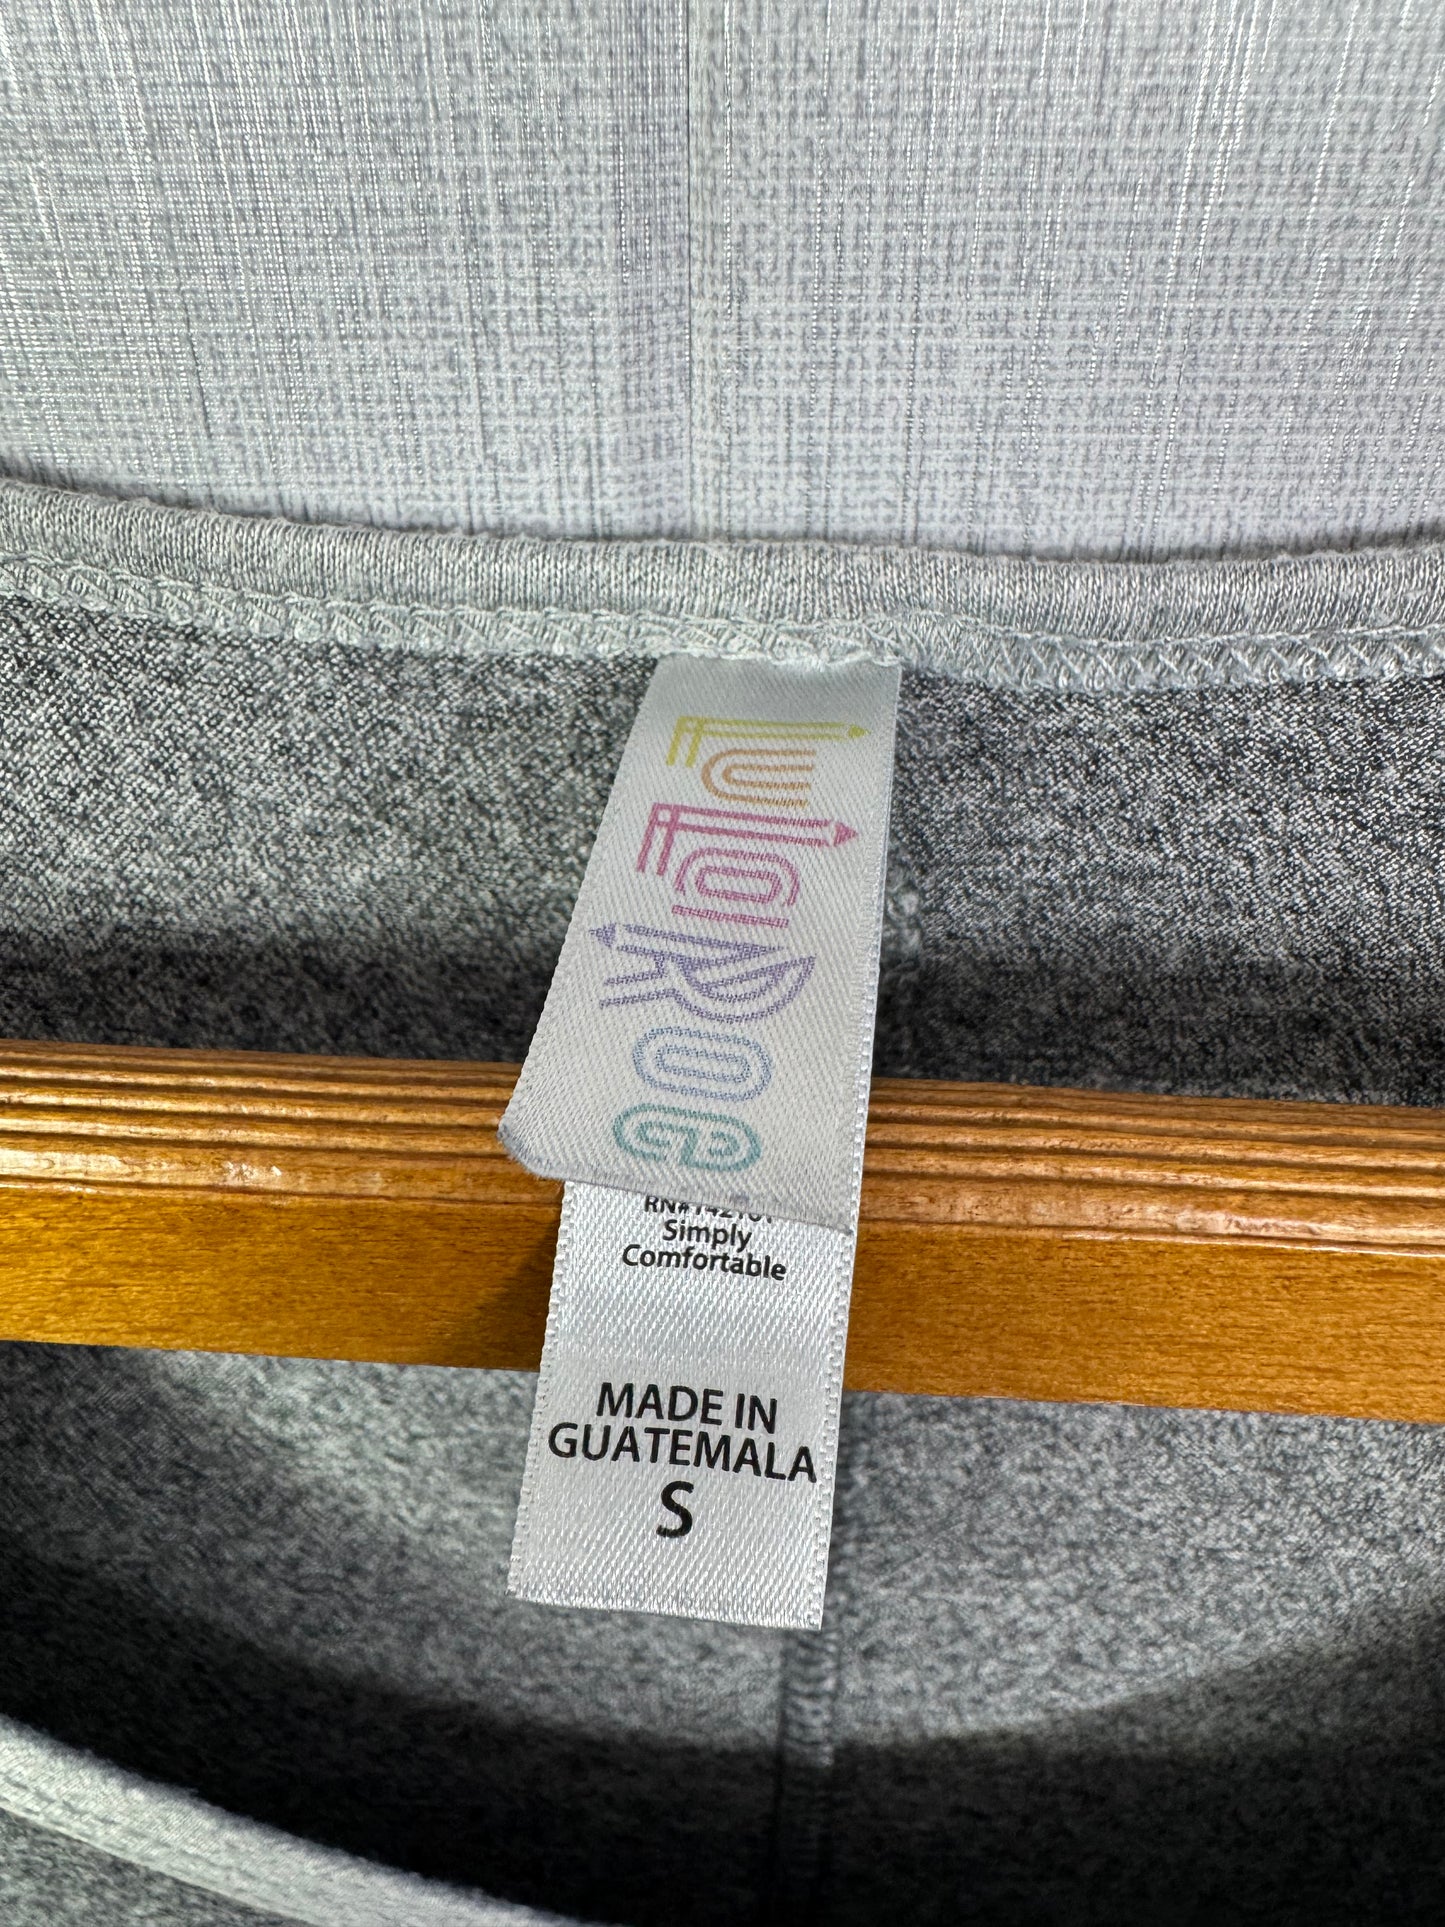 LULAROE
Simply
Comfortable
MADE IN
GUATEMALA
S